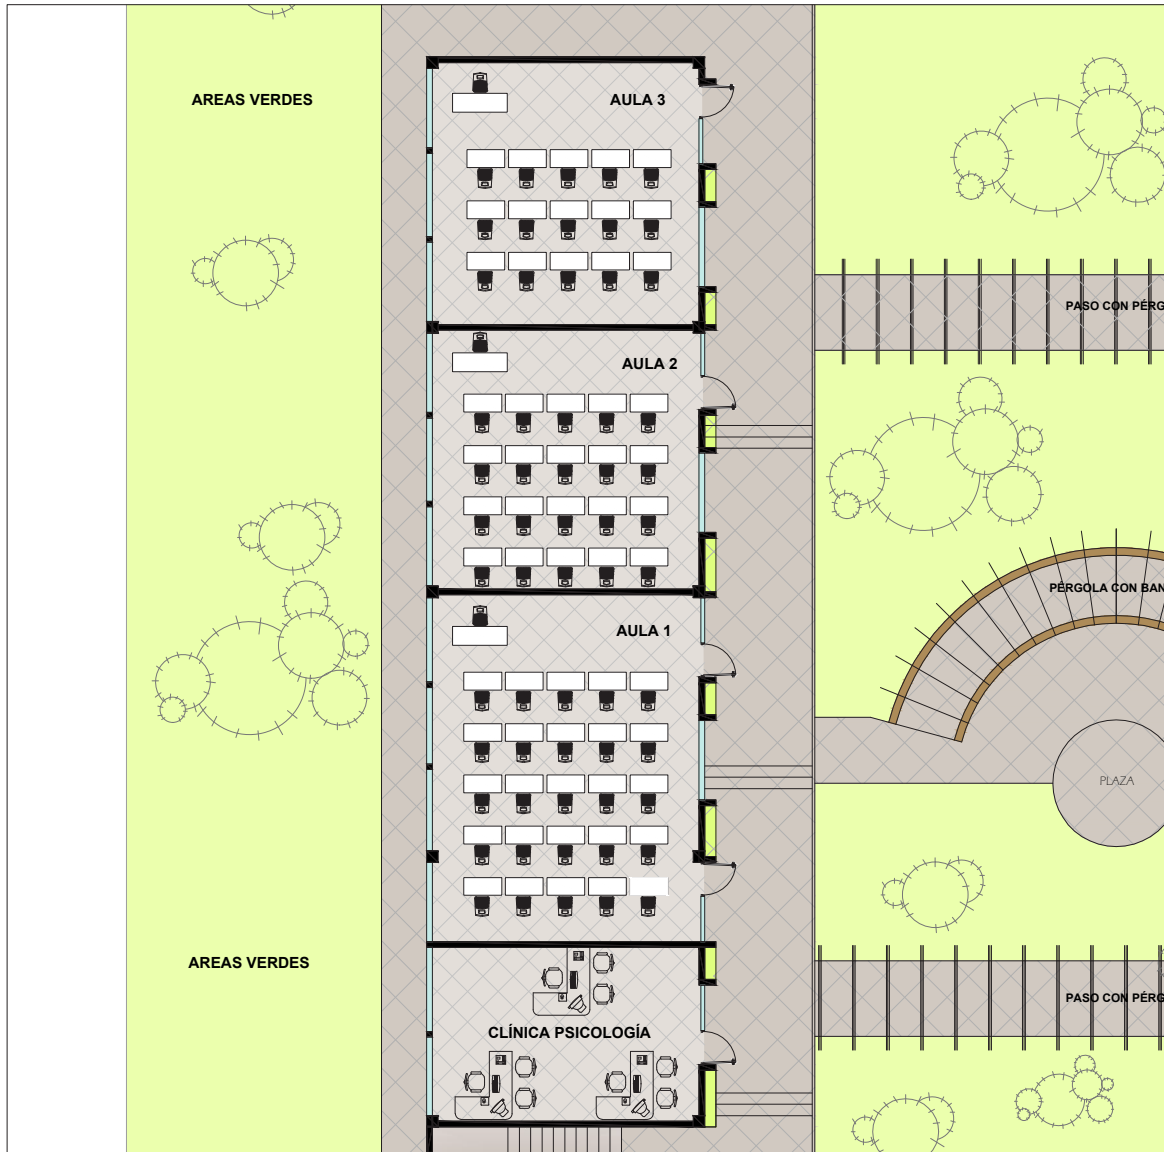 AREAS VERDES
AULA 3
PASO CON PÉRG
AULA 2
PÉRGOLA CON BAN
AULA 1
PLAZA
AREAS VERDES
PASO CON PÉRG
CLÍNICA PSICOLOGÍA